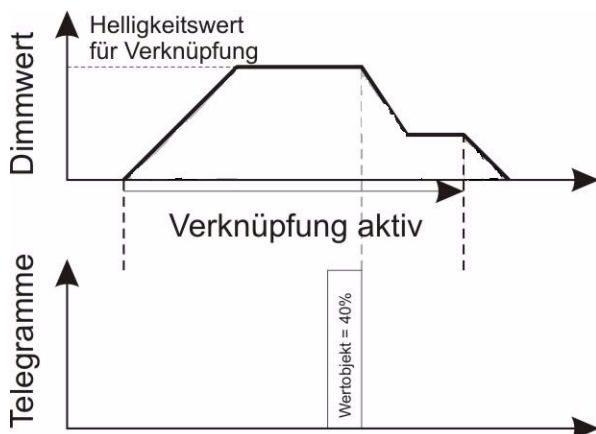 Helligkeitswert
für Verknüpfung
Dimmwert
Verknüpfung aktiv
Telegramme
Wertobjekt = 40%